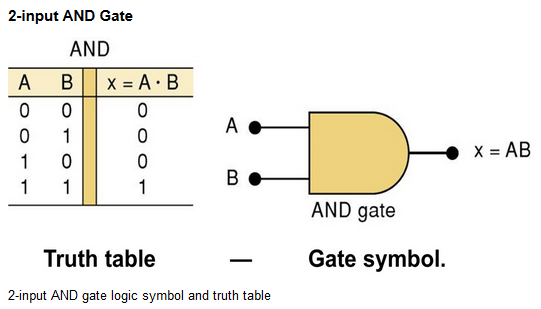 2-input AND Gate
AND
A B x = A · B
0 0 0
0 1 0
1 0 0
1 1 1
A
B
x = AB
AND gate
Truth table — Gate symbol.
2-input AND gate logic symbol and truth table